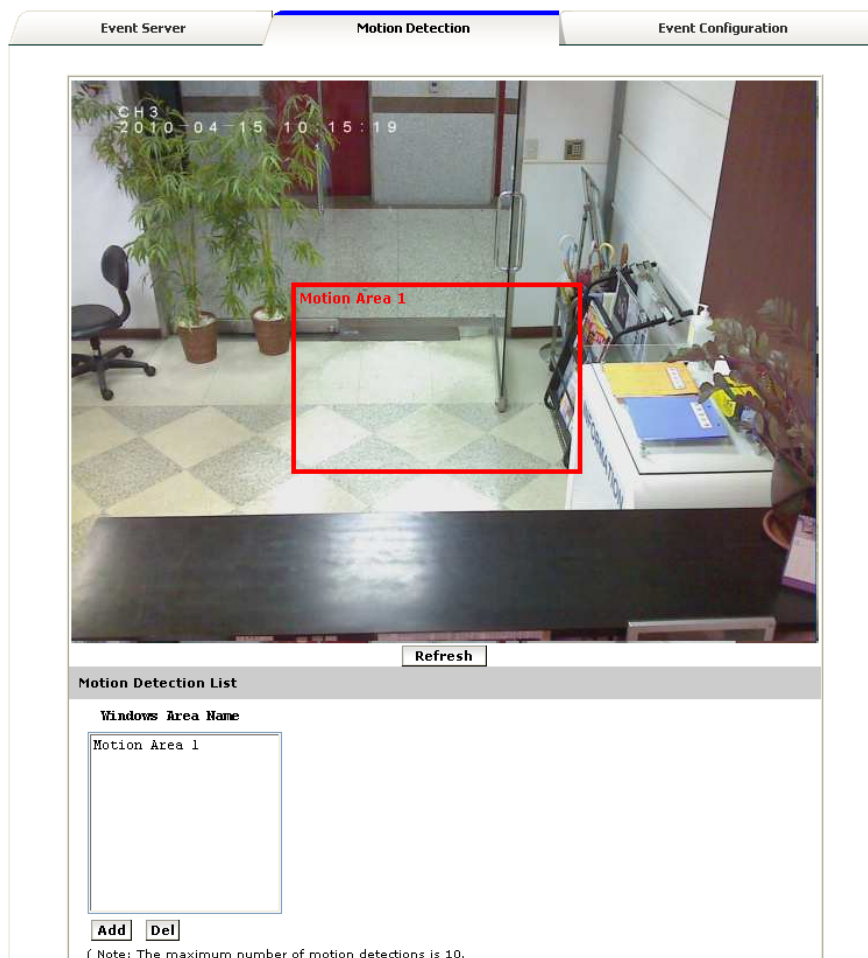 Event Server
Motion Detection
Event Configuration
CH3
2010-04-15 10:15:19
Motion Area 1
INFORMATION
Refresh
Motion Detection List
Windows Area Name
Motion Area 1
Add Del
( Note: The maximum number of motion detections is 10.